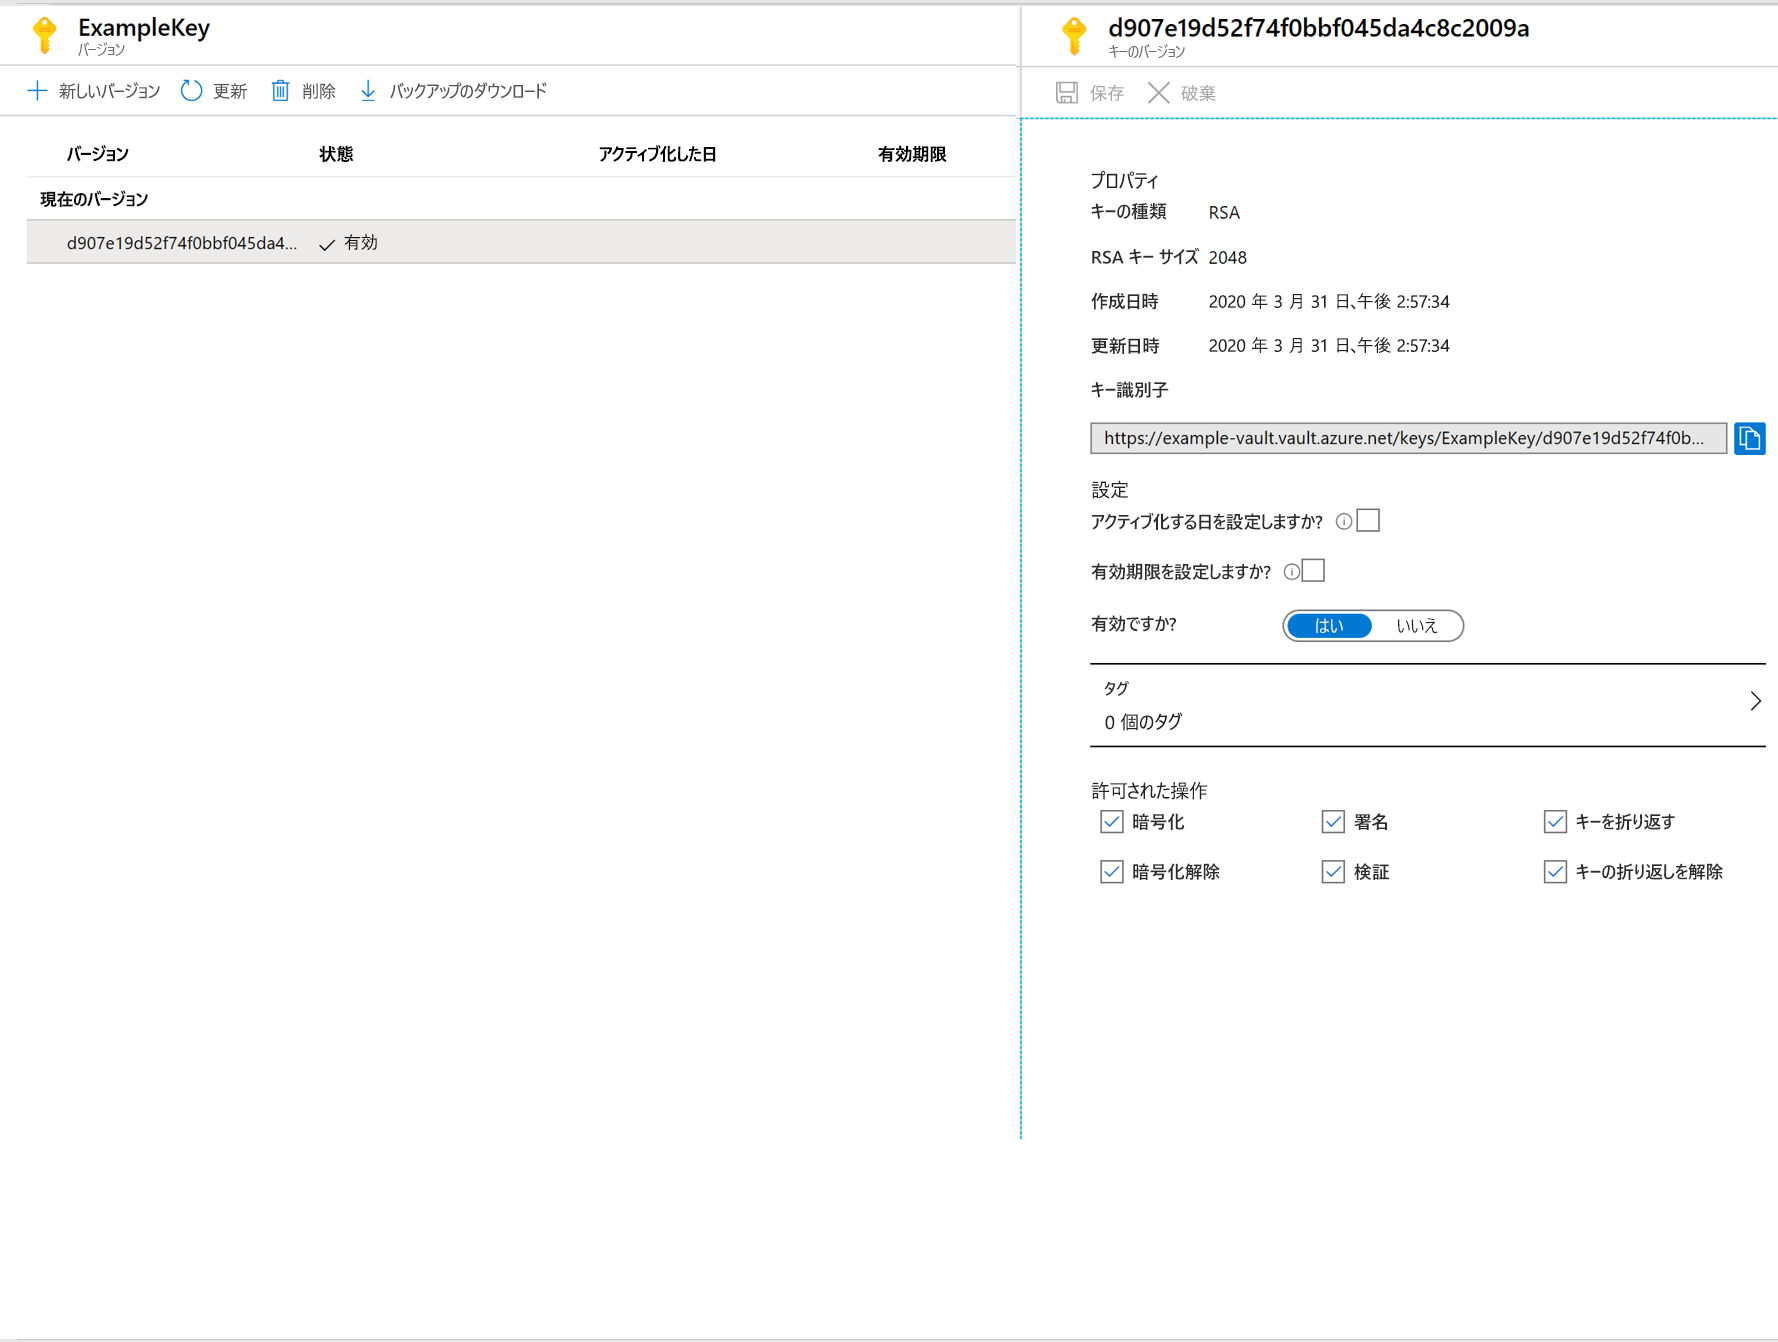 ExampleKey
バージョン
新しいバージョン 更新 削除 バックアップのダウンロード
バージョン 状態 アクティブ化した日 有効期限
現在のバージョン
d907e19d52f74f0bbf045da4... 有効
d907e19d52f74f0bbf045da4c8c2009a
キーのバージョン
保存 破棄
プロパティ
キーの種類 RSA
RSA キー サイズ 2048
作成日時 2020 年 3 月 31 日、午後 2:57:34
更新日時 2020 年 3 月 31 日、午後 2:57:34
キー識別子
https://example-vault.vault.azure.net/keys/ExampleKey/d907e19d52f74f0b...
設定
アクティブ化する日を設定しますか?
有効期限を設定しますか?
有効ですか? はい いいえ
タグ
0 個のタグ
許可された操作
暗号化 署名 キーを折り返す
暗号化解除 検証 キーの折り返しを解除